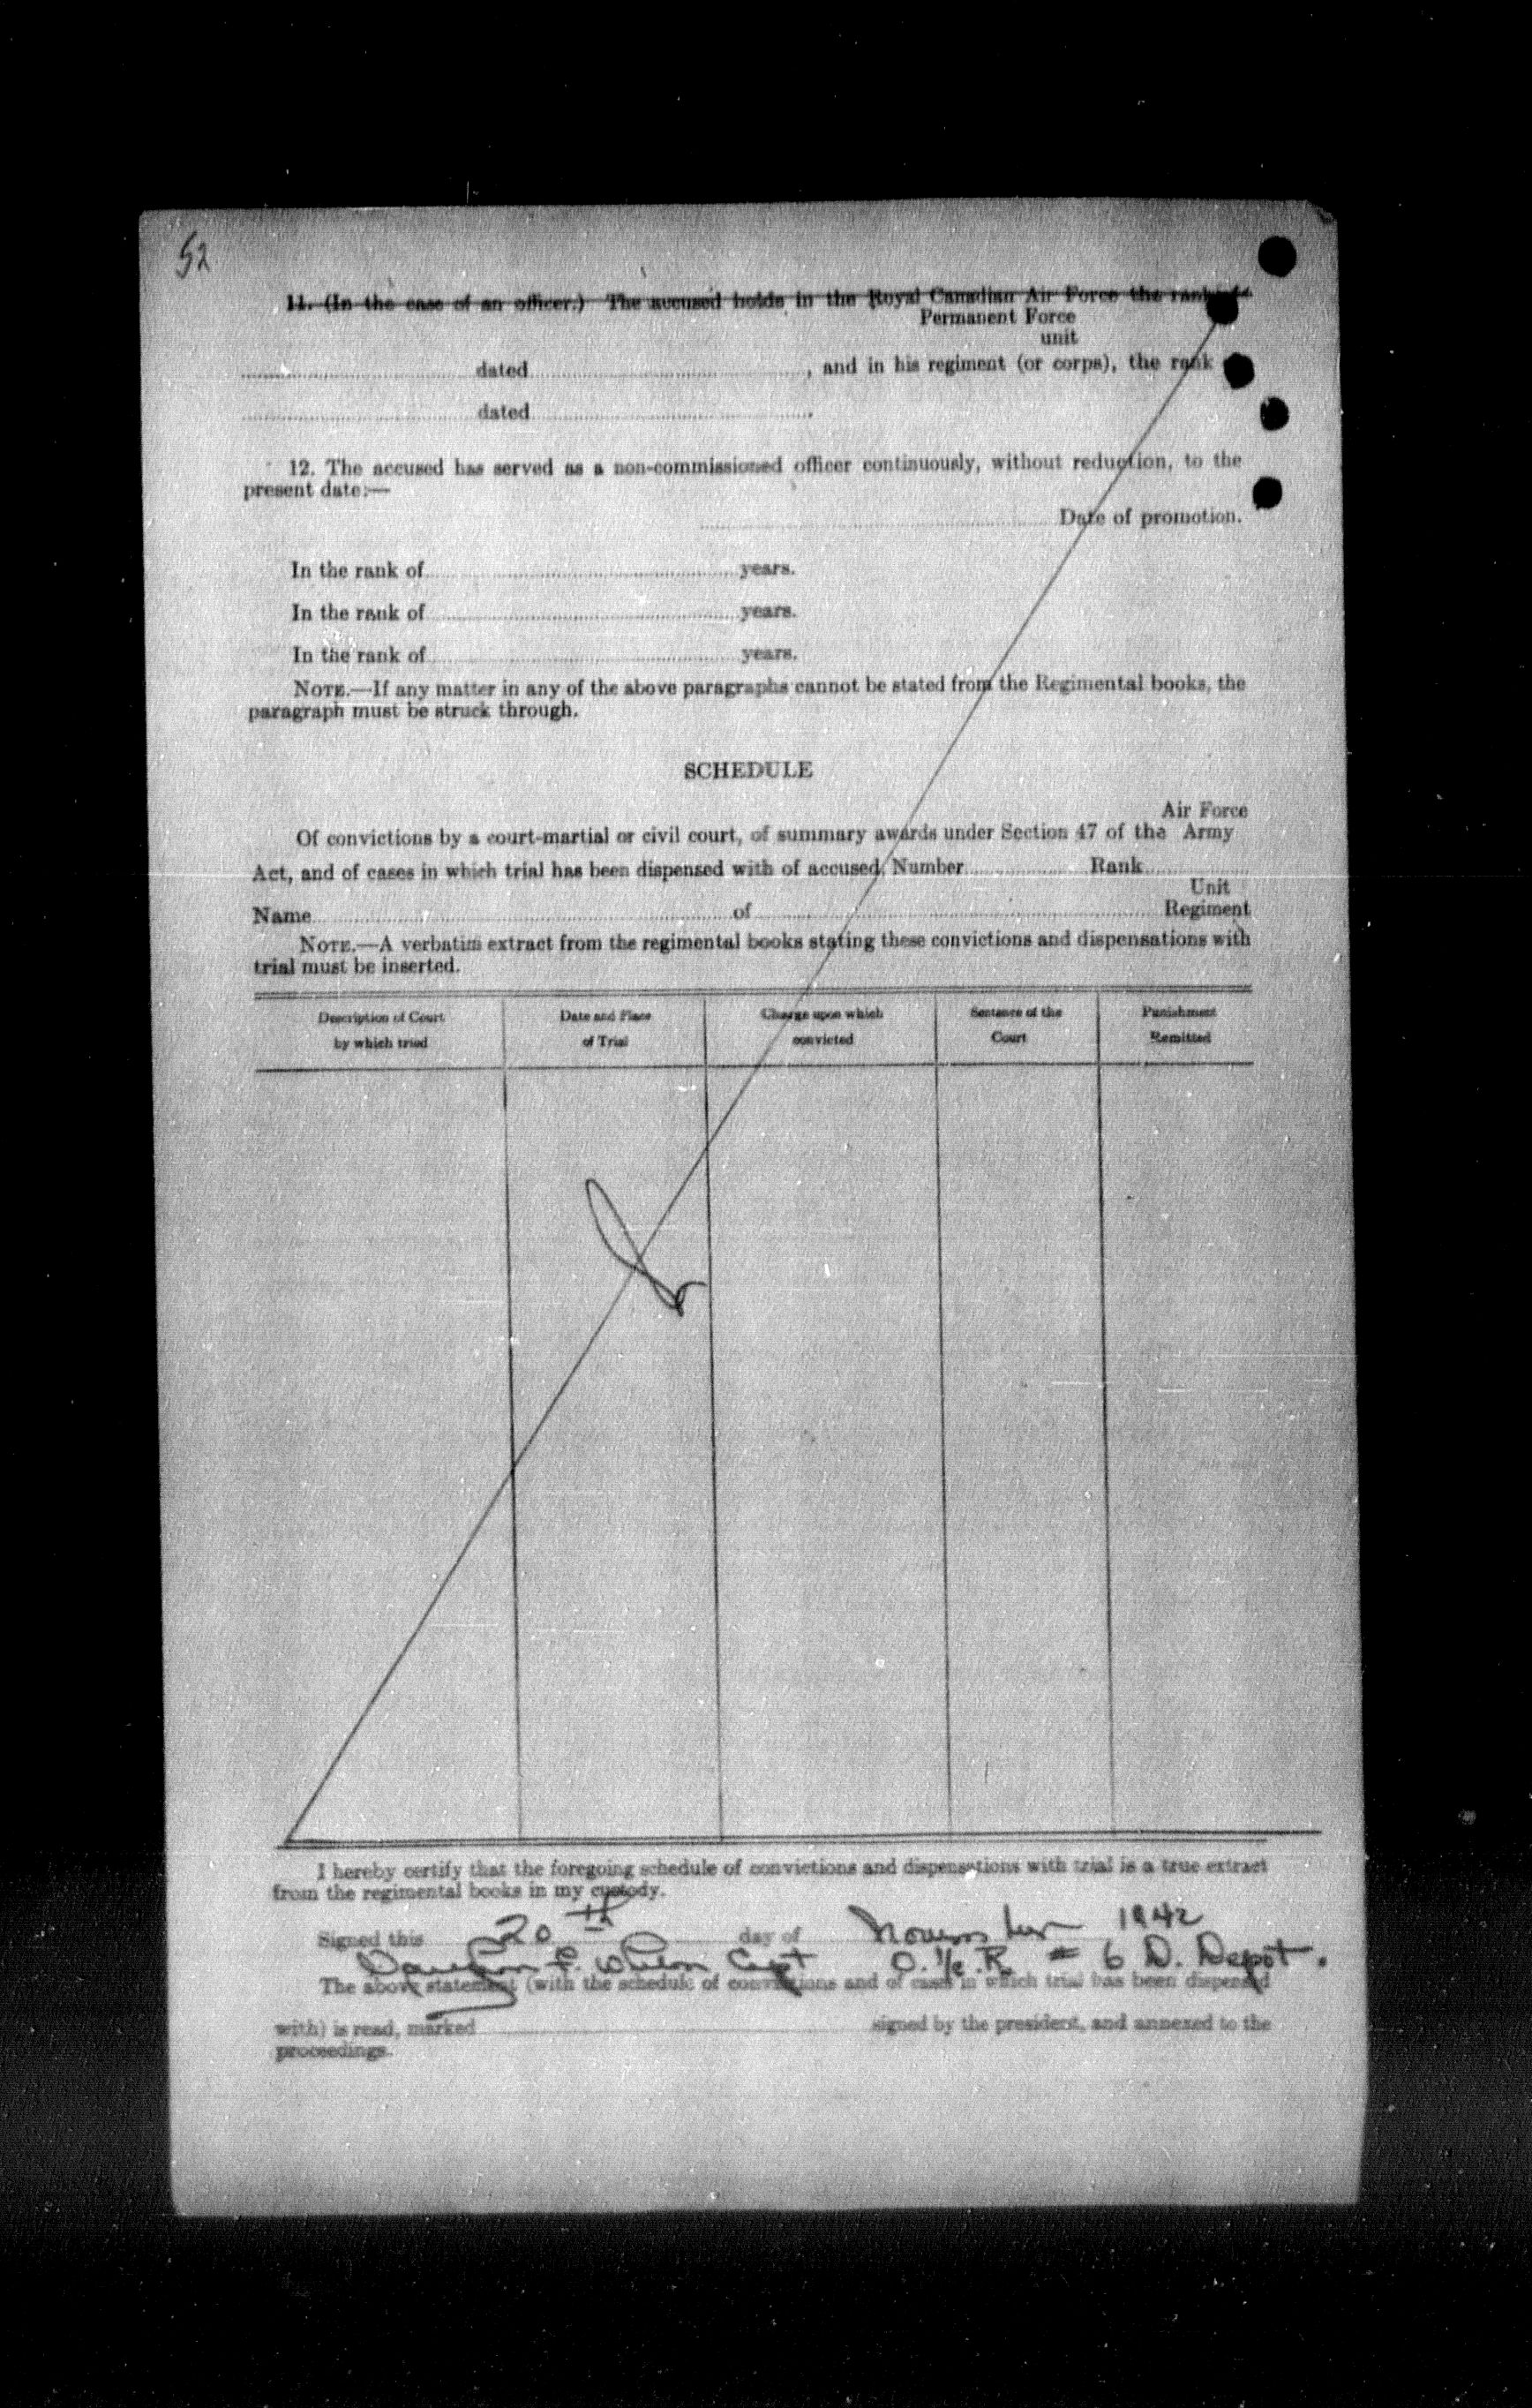 52
11. (In the case of an officer.) The accused holds in the Royal Canadian Air Force the rank of
Permanent Force
unit
dated , and in his regiment (or corps), the rank
dated .
12. The accused has served as a non-commissioned officer continuously, without reduction, to the
present date:—
Date of promotion.
In the rank of years.
In the rank of years.
In the rank of years.
NOTE.—If any matter in any of the above paragraphs cannot be stated from the Regimental books, the
paragraph must be struck through.
SCHEDULE
Air Force
Of convictions by a court-martial or civil court, of summary awards under Section 47 of the Army
Act, and of cases in which trial has been dispensed with of accused, Number Rank
Unit
Name of Regiment
NOTE.—A verbatim extract from the regimental books stating these convictions and dispensations with
trial must be inserted.
Description of Court Date and Place Charge upon which Sentence of the Punishment
by which tried of Trial convicted Court Remitted
I hereby certify that the foregoing schedule of convictions and dispensations with trial is a true extract
from the regimental books in my custody.
Signed this 20th day of November 1942
Wilson Capt O. i/c R. # 6 D. Depot.
The above statement (with the schedule of convictions and of cases in which trial has been dispensed
with) is read, marked signed by the president, and annexed to the
proceedings.